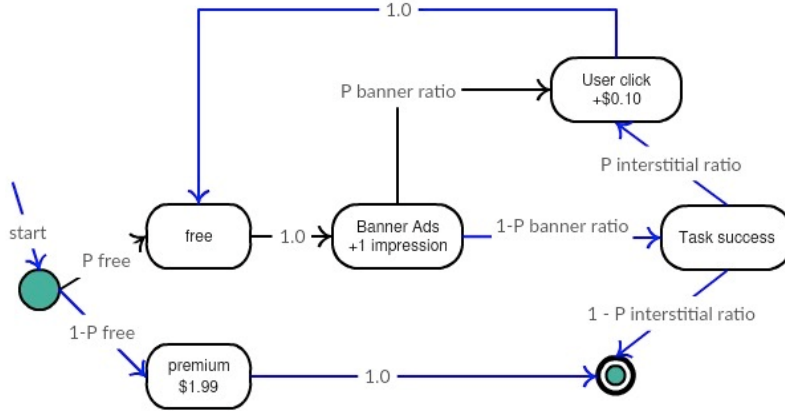 1.0
User click
+$0.10
P banner ratio
P interstitial ratio
start
P free
free
1.0
Banner Ads
+1 impression
1-P banner ratio
Task success
1-P free
1 - P interstitial ratio
premium
$1.99
1.0